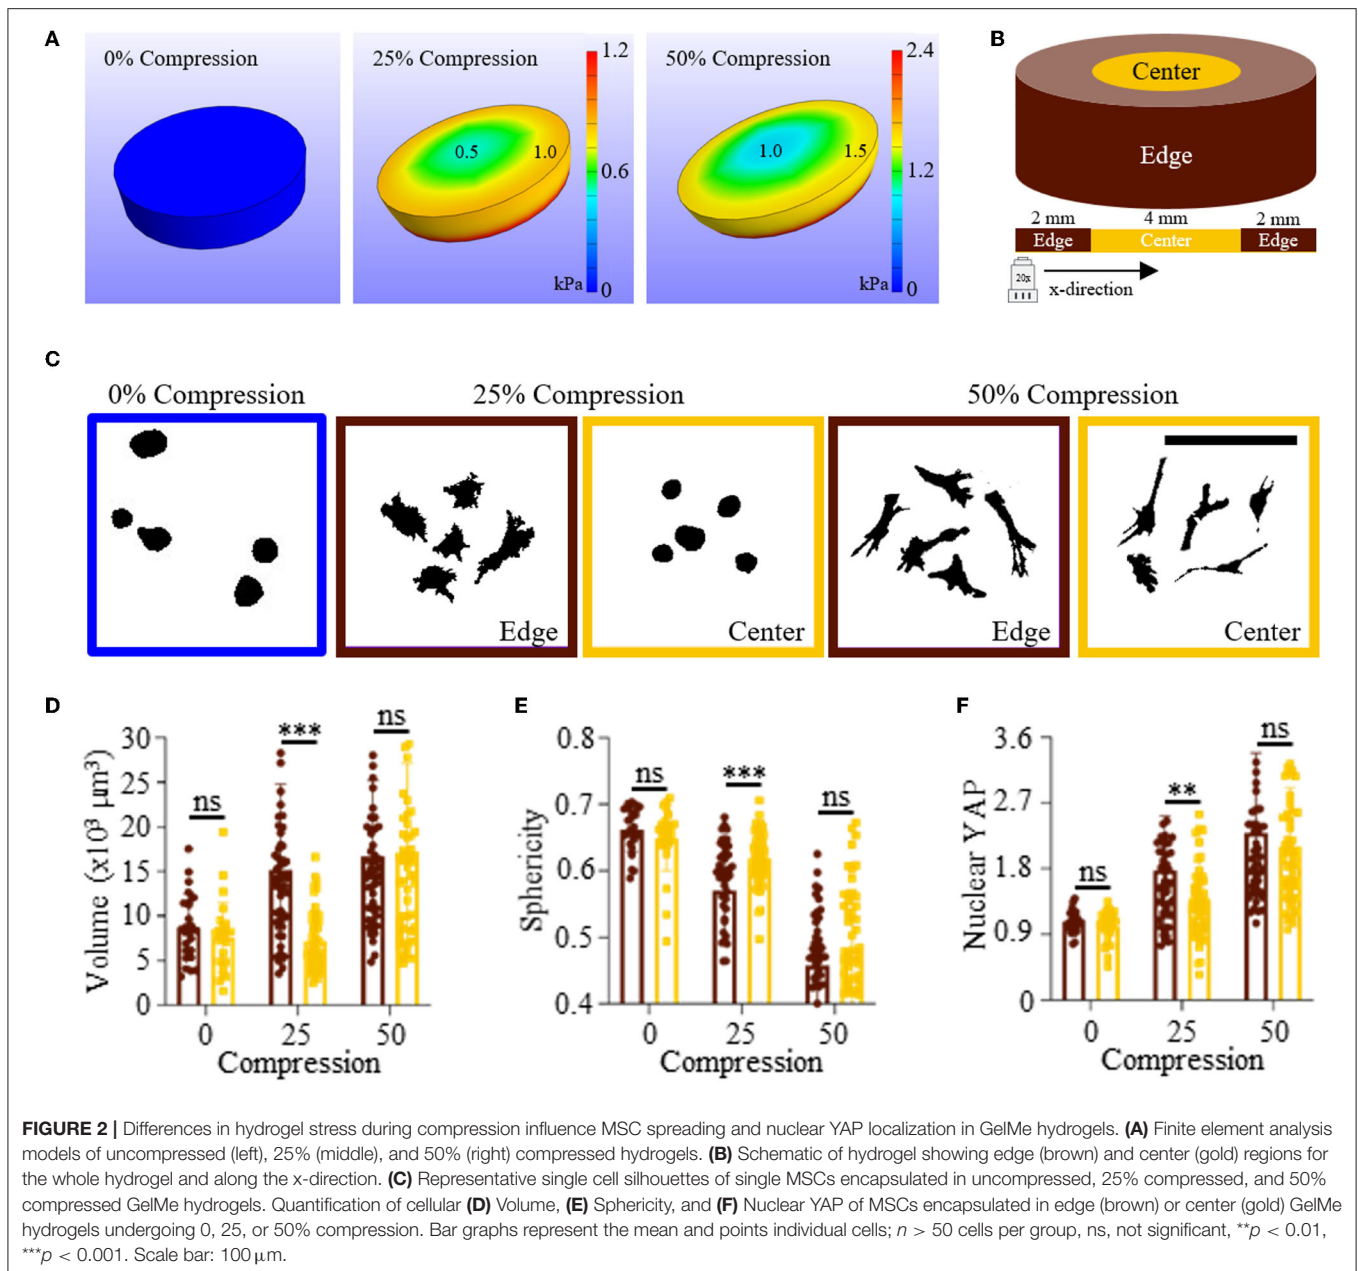 A
0% Compression
25% Compression
50% Compression
1.2
0.6
0
kPa
0.5
1.0
2.4
1.2
0
kPa
1.0
1.5
B
Center
Edge
2 mm
4 mm
2 mm
Edge
Center
Edge
20x
x-direction
C
0% Compression
25% Compression
50% Compression
Edge
Center
Edge
Center
D
Volume (x10³ μm³)
30
25
20
15
10
5
0
ns
***
ns
0
25
50
Compression
E
Sphericity
0.8
0.7
0.6
0.5
0.4
ns
***
ns
0
25
50
Compression
F
Nuclear YAP
3.6
2.7
1.8
0.9
0
ns
**
ns
0
25
50
Compression
FIGURE 2 | Differences in hydrogel stress during compression influence MSC spreading and nuclear YAP localization in GelMe hydrogels. (A) Finite element analysis
models of uncompressed (left), 25% (middle), and 50% (right) compressed hydrogels. (B) Schematic of hydrogel showing edge (brown) and center (gold) regions for
the whole hydrogel and along the x-direction. (C) Representative single cell silhouettes of single MSCs encapsulated in uncompressed, 25% compressed, and 50%
compressed GelMe hydrogels. Quantification of cellular (D) Volume, (E) Sphericity, and (F) Nuclear YAP of MSCs encapsulated in edge (brown) or center (gold) GelMe
hydrogels undergoing 0, 25, or 50% compression. Bar graphs represent the mean and points individual cells; n > 50 cells per group, ns, not significant, **p < 0.01,
***p < 0.001. Scale bar: 100 μm.